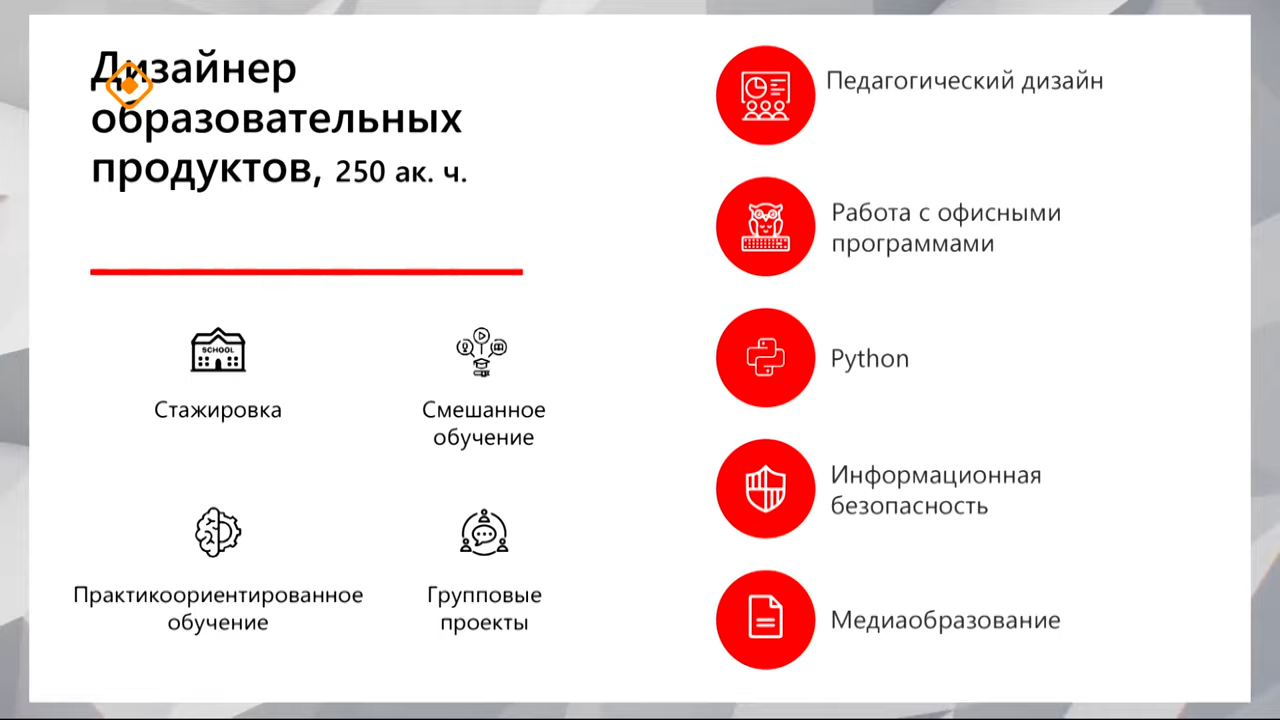 Дизайнер
образовательных
продуктов, 250 ак. ч.
SCHOOL
Стажировка
Смешанное
обучение
Практикоориентированное
обучение
Групповые
проекты
Педагогический дизайн
Работа с офисными
программами
Python
Информационная
безопасность
Медиаобразование